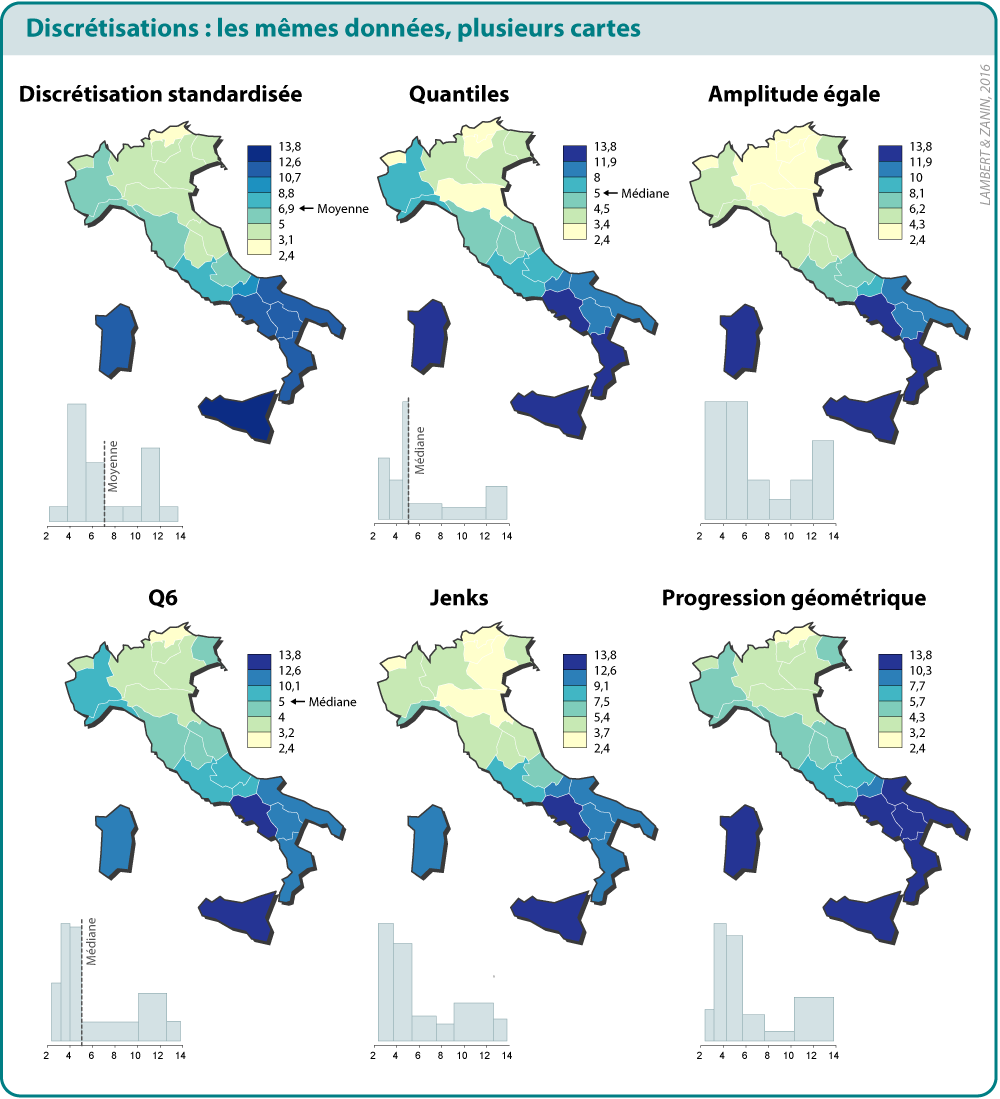 Discrétisations : les mêmes données, plusieurs cartes
LAMBERT & ZANIN, 2016
Discrétisation standardisée
13,8
12,6
10,7
8,8
6,9 Moyenne
5
3,1
2,4
Moyenne
2 4 6 8 10 12 14
Quantiles
13,8
11,9
8
5 Médiane
4,5
3,4
2,4
Médiane
2 4 6 8 10 12 14
Amplitude égale
13,8
11,9
10
8,1
6,2
4,3
2,4
2 4 6 8 10 12 14
Q6
13,8
12,6
10,1
5 Médiane
4
3,2
2,4
Médiane
2 4 6 8 10 12 14
Jenks
13,8
12,6
9,1
7,5
5,4
3,7
2,4
2 4 6 8 10 12 14
Progression géométrique
13,8
10,3
7,7
5,7
4,3
3,2
2,4
2 4 6 8 10 12 14